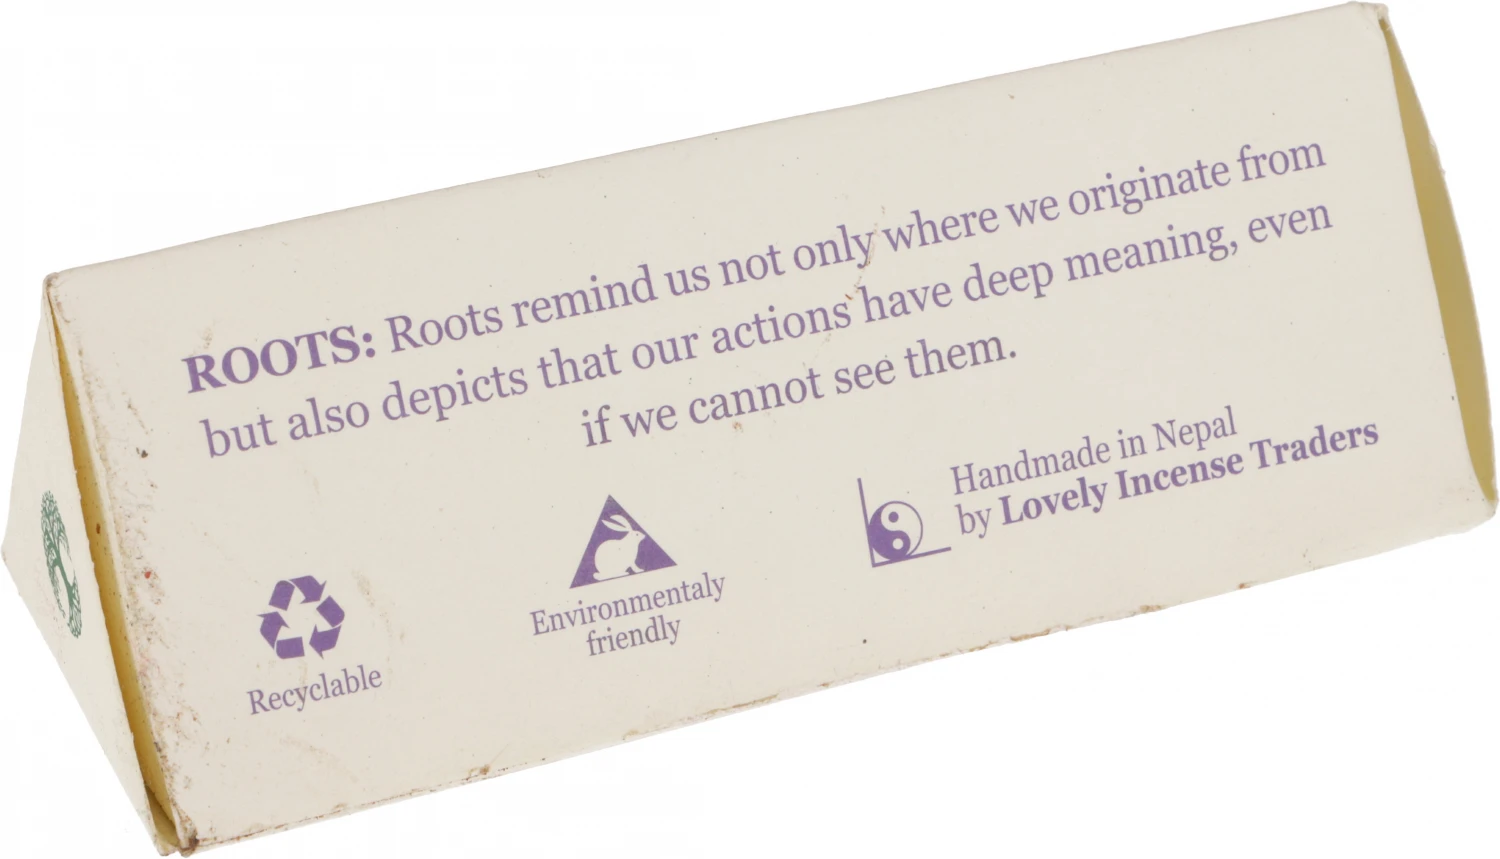 ROOTS: Roots remind us not only where we originate from
but also depicts that our actions have deep meaning, even
if we cannot see them.
Handmade in Nepal
by Lovely Incense Traders
Environmentaly
friendly
Recyclable